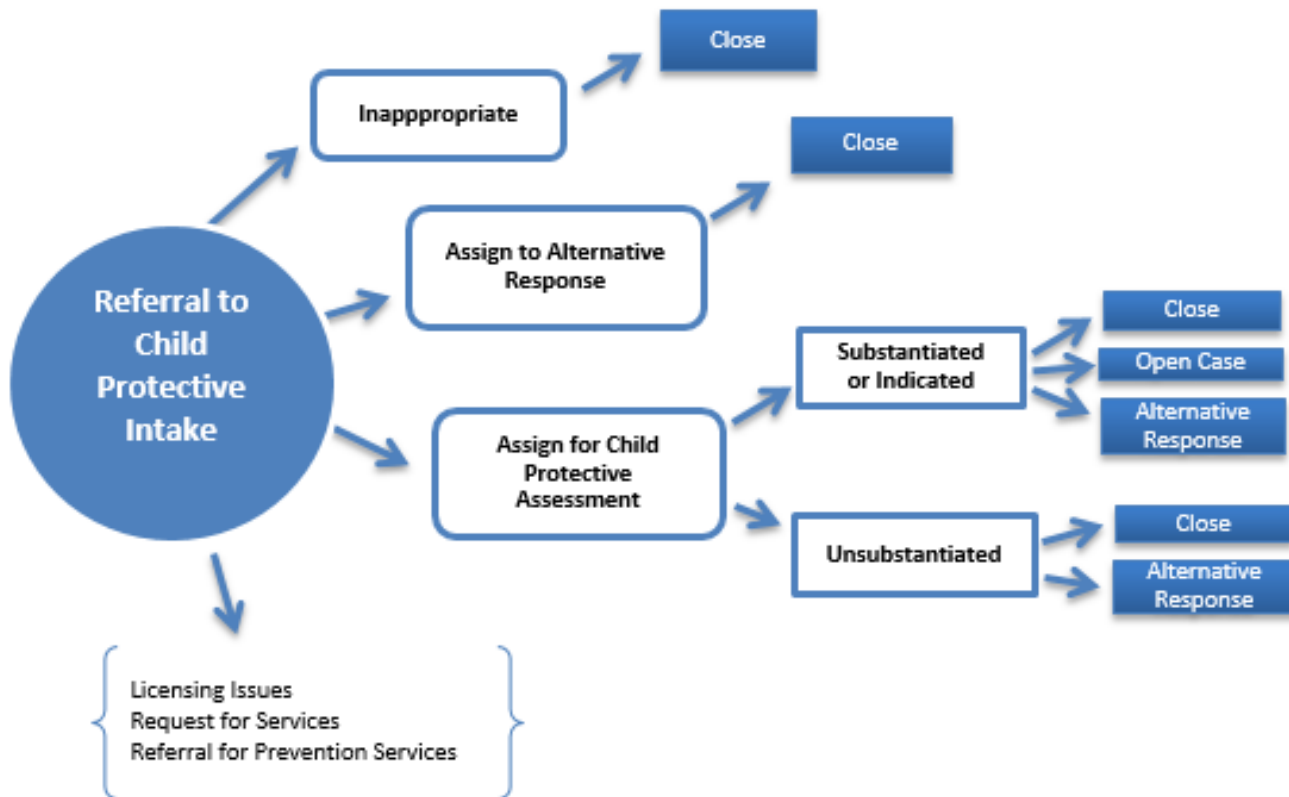 Close
Inapppropriate
Close
Assign to Alternative
Response
Referral to
Child
Protective
Intake
Close
Substantiated
or Indicated
Open Case
Alternative
Response
Assign for Child
Protective
Assessment
Close
Unsubstantiated
Alternative
Response
Licensing Issues
Request for Services
Referral for Prevention Services